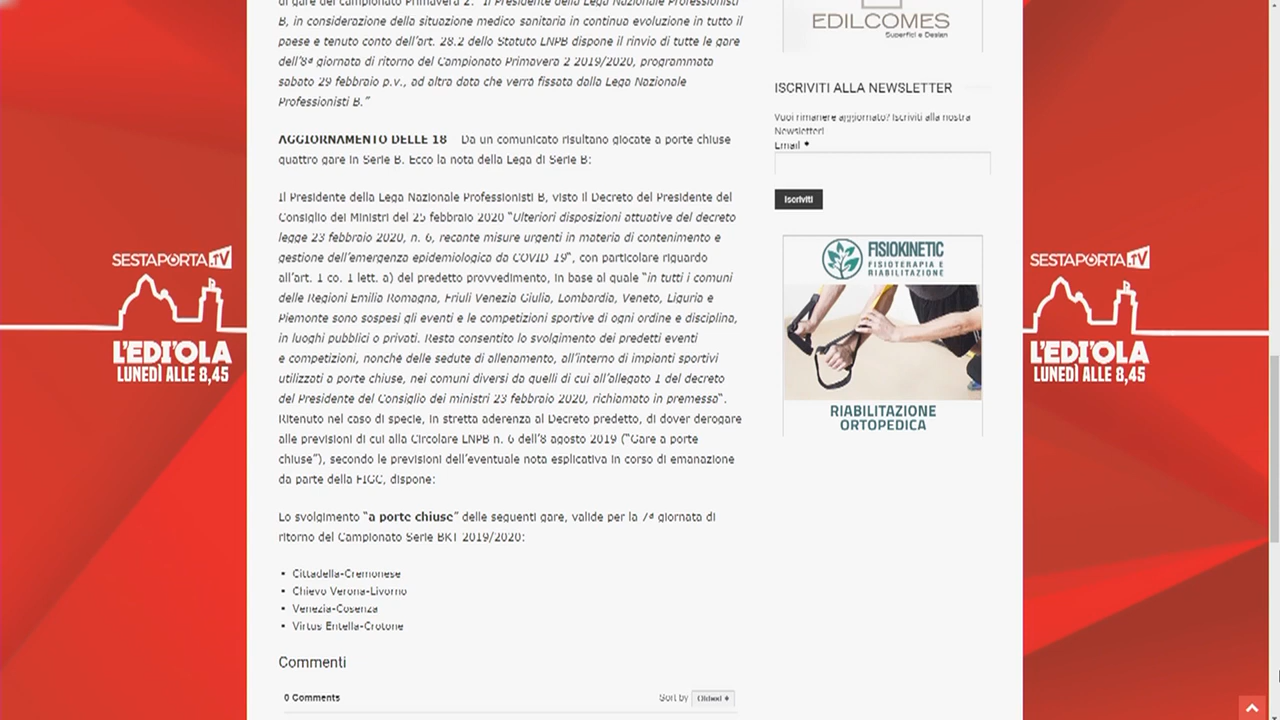 di gare del Campionato Primavera 2: "Il Presidente della Lega Nazionale Professionisti
B, in considerazione della situazione medico sanitaria in continua evoluzione in tutto il
paese e tenuto conto dell'art. 28.2 dello Statuto LNPB dispone il rinvio di tutte le gare
dell'8ª giornata di ritorno del Campionato Primavera 2 2019/2020, programmata
sabato 29 febbraio p.v., ad altra data che verrà fissata dalla Lega Nazionale
Professionisti B."
AGGIORNAMENTO DELLE 18 Da un comunicato risultano giocate a porte chiuse
quattro gare in Serie B. Ecco la nota della Lega di Serie B:
Il Presidente della Lega Nazionale Professionisti B, visto il Decreto del Presidente del
Consiglio dei Ministri del 25 febbraio 2020 "Ulteriori disposizioni attuative del decreto
legge 23 febbraio 2020, n. 6, recante misure urgenti in materia di contenimento e
gestione dell'emergenza epidemiologica da COVID 19", con particolare riguardo
all'art. 1 co. 1 lett. a) del predetto provvedimento, in base al quale "in tutti i comuni
delle Regioni Emilia Romagna, Friuli Venezia Giulia, Lombardia, Veneto, Liguria e
Piemonte sono sospesi gli eventi e le competizioni sportive di ogni ordine e disciplina,
in luoghi pubblici o privati. Resta consentito lo svolgimento dei predetti eventi
e competizioni, nonché delle sedute di allenamento, all'interno di impianti sportivi
utilizzati a porte chiuse, nei comuni diversi da quelli di cui all'allegato 1 del decreto
del Presidente del Consiglio dei ministri 23 febbraio 2020, richiamato in premessa".
Ritenuto nel caso di specie, in stretta aderenza al Decreto predetto, di dover derogare
alle previsioni di cui alla Circolare LNPB n. 6 dell'8 agosto 2019 ("Gare a porte
chiuse"), secondo le previsioni dell'eventuale nota esplicativa in corso di emanazione
da parte della FIGC, dispone:
Lo svolgimento "a porte chiuse" delle seguenti gare, valide per la 7ª giornata di
ritorno del Campionato Serie BKT 2019/2020:
• Cittadella-Cremonese
• Chievo Verona-Livorno
• Venezia-Cosenza
• Virtus Entella-Crotone
Commenti
0 Comments
Sort by Oldest
EDILCOMES
Superfici e Design
ISCRIVITI ALLA NEWSLETTER
Vuoi rimanere aggiornato? Iscriviti alla nostra
Newsletter!
Email *
Iscriviti
FISIOKINETIC
FISIOTERAPIA E
RIABILITAZIONE
RIABILITAZIONE
ORTOPEDICA
SESTAPORTA.TV
L'EDI'OLA
LUNEDÌ ALLE 8,45
SESTAPORTA.TV
L'EDI'OLA
LUNEDÌ ALLE 8,45